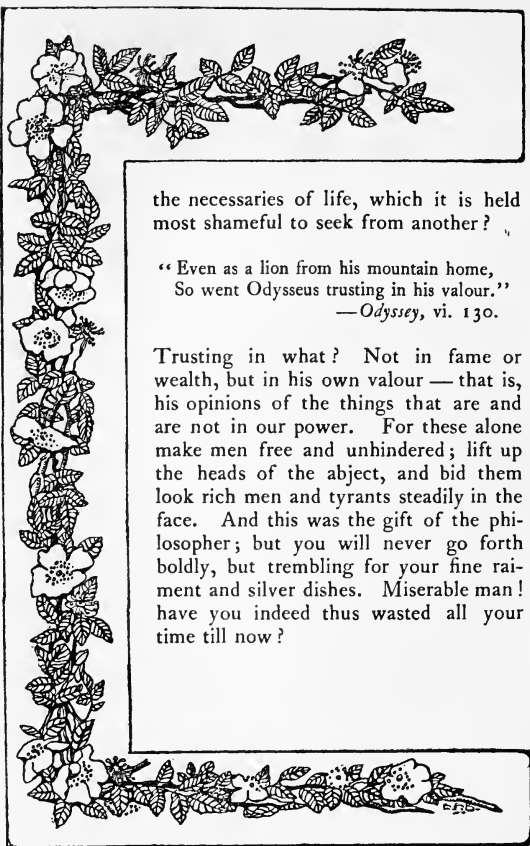 the necessaries of life, which it is held
most shameful to seek from another?
“Even as a lion from his mountain home,
So went Odysseus trusting in his valour.”
—Odyssey, vi. 130.
Trusting in what? Not in fame or
wealth, but in his own valour — that is,
his opinions of the things that are and
are not in our power. For these alone
make men free and unhindered; lift up
the heads of the abject, and bid them
look rich men and tyrants steadily in the
face. And this was the gift of the phi-
losopher; but you will never go forth
boldly, but trembling for your fine rai-
ment and silver dishes. Miserable man!
have you indeed thus wasted all your
time till now?